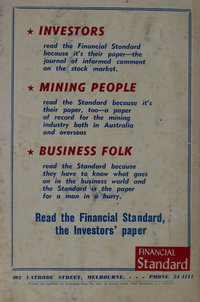 ★ INVESTORS
read the Financial Standard
because it's their paper—the
journal of informed comment
on the stock market.
★ MINING PEOPLE
read the Standard because it's
their paper, too—a paper
of record for the mining
industry both in Australia
and overseas
★ BUSINESS FOLK
read the Standard because
they have to know what goes
on in the business world and
the Standard is the paper
for a man in a hurry.
Read the Financial Standard,
the Investors' paper
FINANCIAL
Standard
LATROBE STREET, MELBOURNE. - - - PHONE